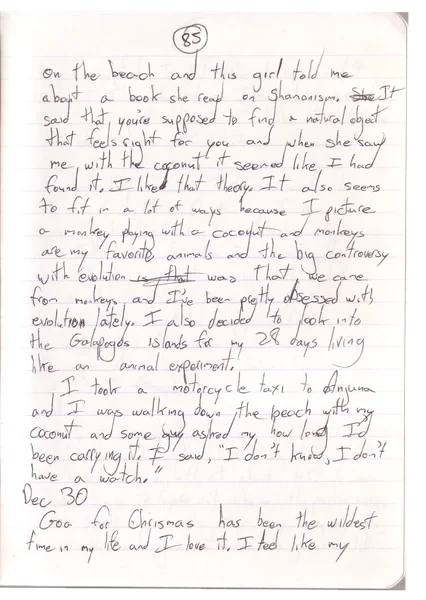 85
on the beach and this girl told me
about a book she read on Shanonism. She It
said that, you're supposed to find a natural object
that feels right for you and when she saw
me with the coconut it seemed like I had
found it. I liked that theory. It also seems
to fit in a lot of ways because I picture
a monkey playing with a coconut and monkeys
are my favorite animals and the big controversy
with evolution is that was that we came
from monkeys, and I've been pretty obsessed with
evolution lately. I also decided to look into
the Galapogos islands for my 28 days living
like an animal experiment.
I took a motorcycle taxi to Anjuna
and I was walking down the beach with my
coconut and some guy asked my how long I'd
been carrying it. I said, "I don't know, I don't
have a watch."
Dec 30
Goa for Chrismas has been the wildest
time in my life and I love it. I feel like my